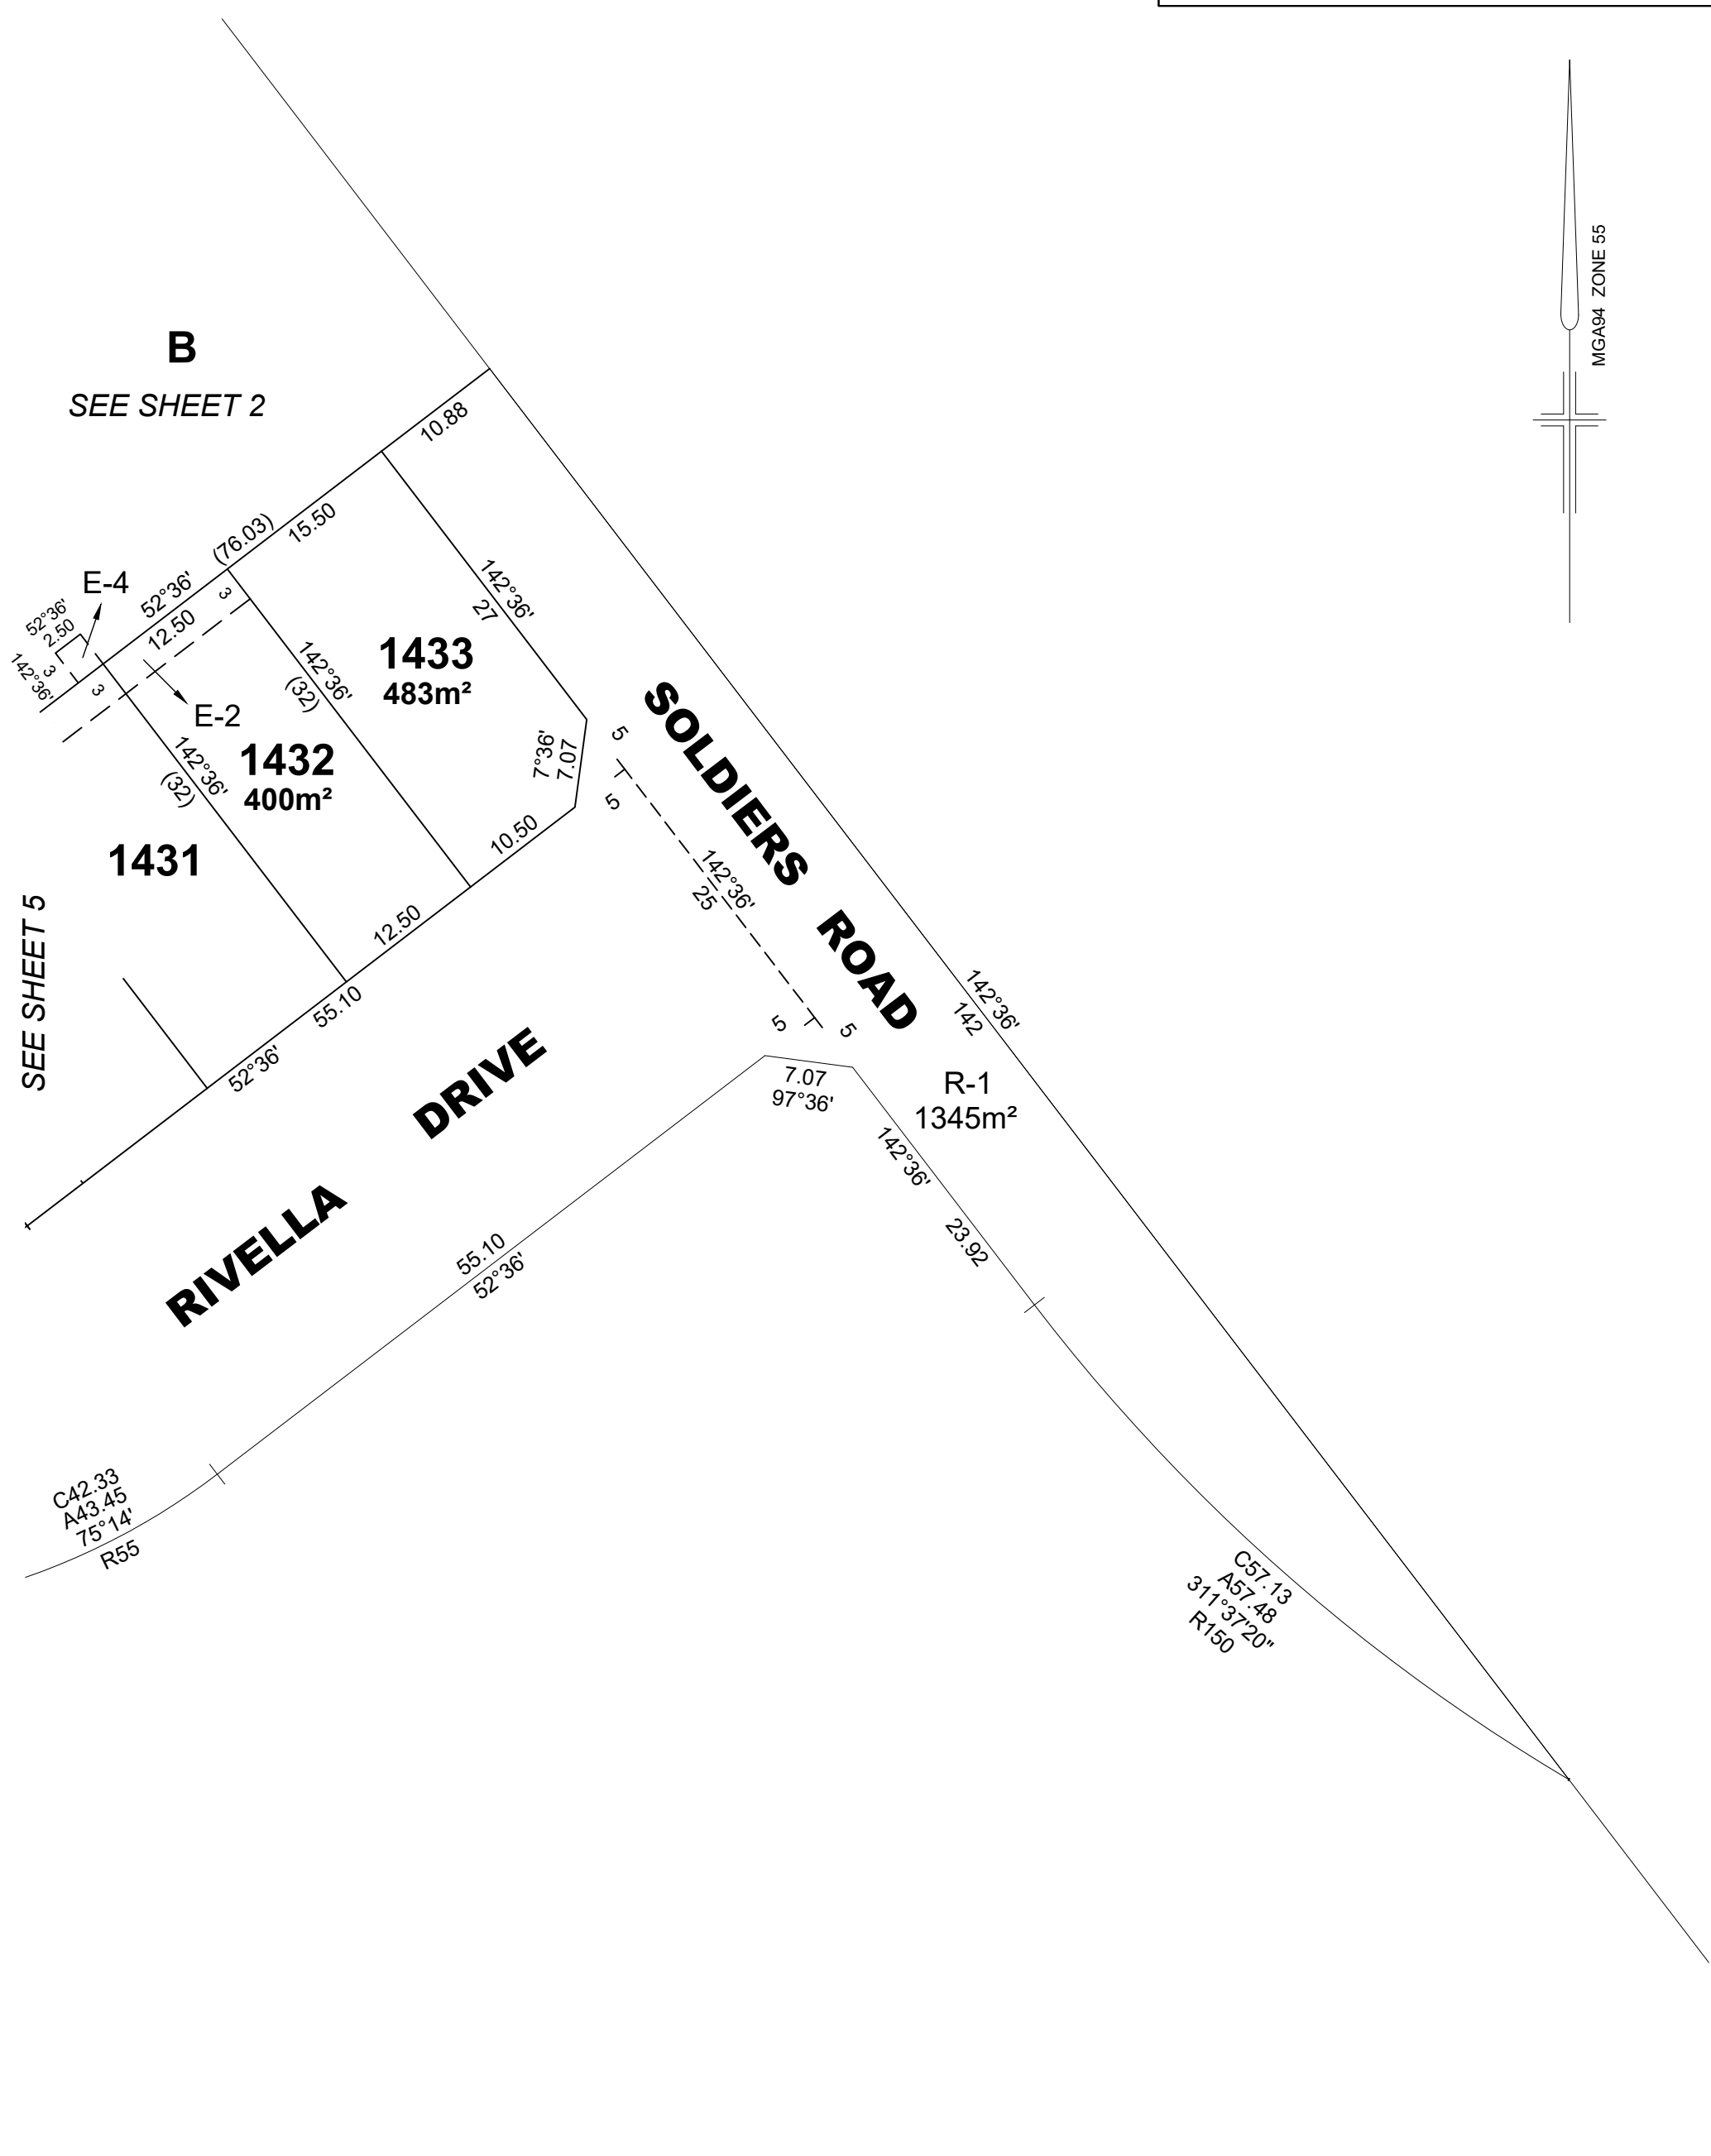 MGA94 ZONE 55
B
SEE SHEET 2
10.88
15.50
(76.03)
52°36'
12.50
3
E-4
52°36'
2.50
3
142°36'
3
E-2
142°36'
27
1433
483m²
142°36'
(32)
1432
400m²
142°36'
(32)
1431
7°36'
7.07
10.50
12.50
55.10
52°36'
SEE SHEET 5
5
5
142°36'
25
5
5
SOLDIERS ROAD
142°36'
142
R-1
1345m²
7.07
97°36'
142°36'
23.92
RIVELLA DRIVE
55.10
52°36'
C42.33
A43.45
75°14'
R55
C57.13
A57.48
311°37'20"
R150